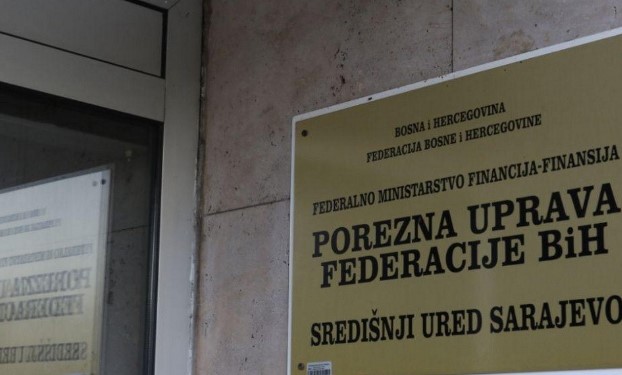 BOSNA i HERCEGOVINA
FEDERACIJA BOSNE i HERCEGOVINE
FEDERALNO MINISTARSTVO FINANCIJA-FINANSIJA
POREZNA UPRAVA
FEDERACIJE BiH
SREDIŠNJI URED SARAJEVO